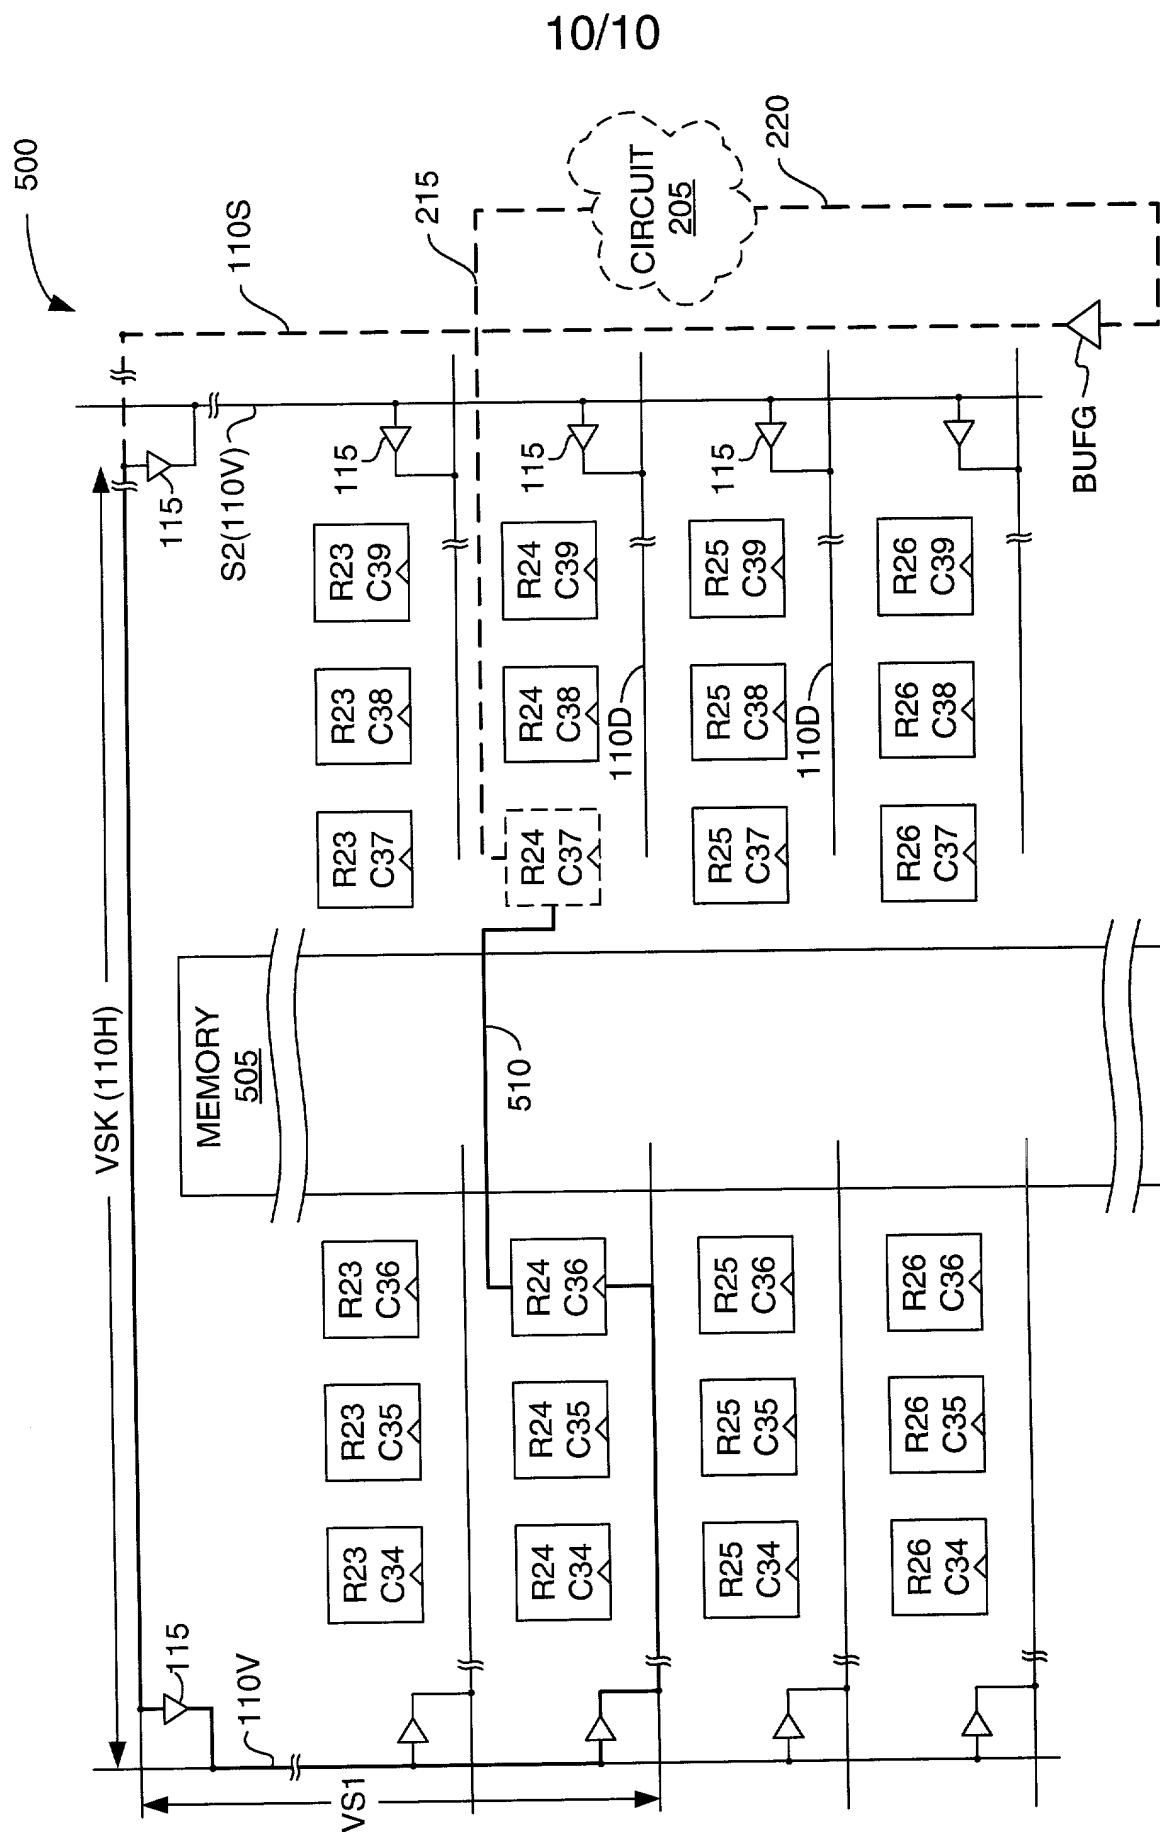 10/10
500
110S
215
CIRCUIT
205
220
BUFG
115
S2(110V)
115
115
115
VSK (110H)
R23
C39
R24
C39
R25
C39
R26
C39
R23
C38
R24
C38
R25
C38
R26
C38
110D
110D
R23
C37
R24
C37
R25
C37
R26
C37
MEMORY
505
510
R23
C36
R24
C36
R25
C36
R26
C36
R23
C35
R24
C35
R25
C35
R26
C35
R23
C34
R24
C34
R25
C34
R26
C34
115
110V
VS1